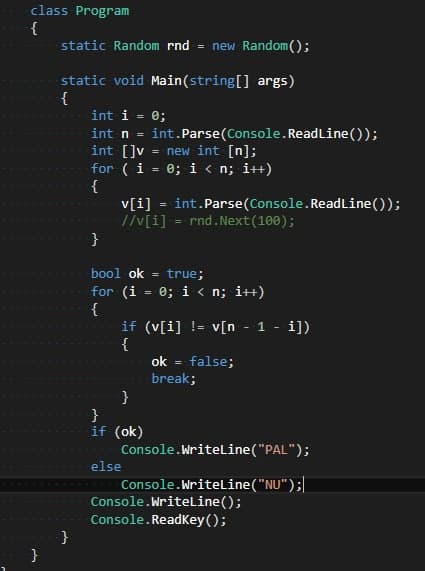 class Program
{
    static Random rnd = new Random();

    static void Main(string[] args)
    {
        int i = 0;
        int n = int.Parse(Console.ReadLine());
        int []v = new int [n];
        for ( i = 0; i < n; i++)
        {
            v[i] = int.Parse(Console.ReadLine());
            //v[i] = rnd.Next(100);
        }

        bool ok = true;
        for (i = 0; i < n; i++)
        {
            if (v[i] != v[n - 1 - i])
            {
                ok = false;
                break;
            }
        }
        if (ok)
            Console.WriteLine("PAL");
        else
            Console.WriteLine("NU");
        Console.WriteLine();
        Console.ReadKey();
    }
}
}